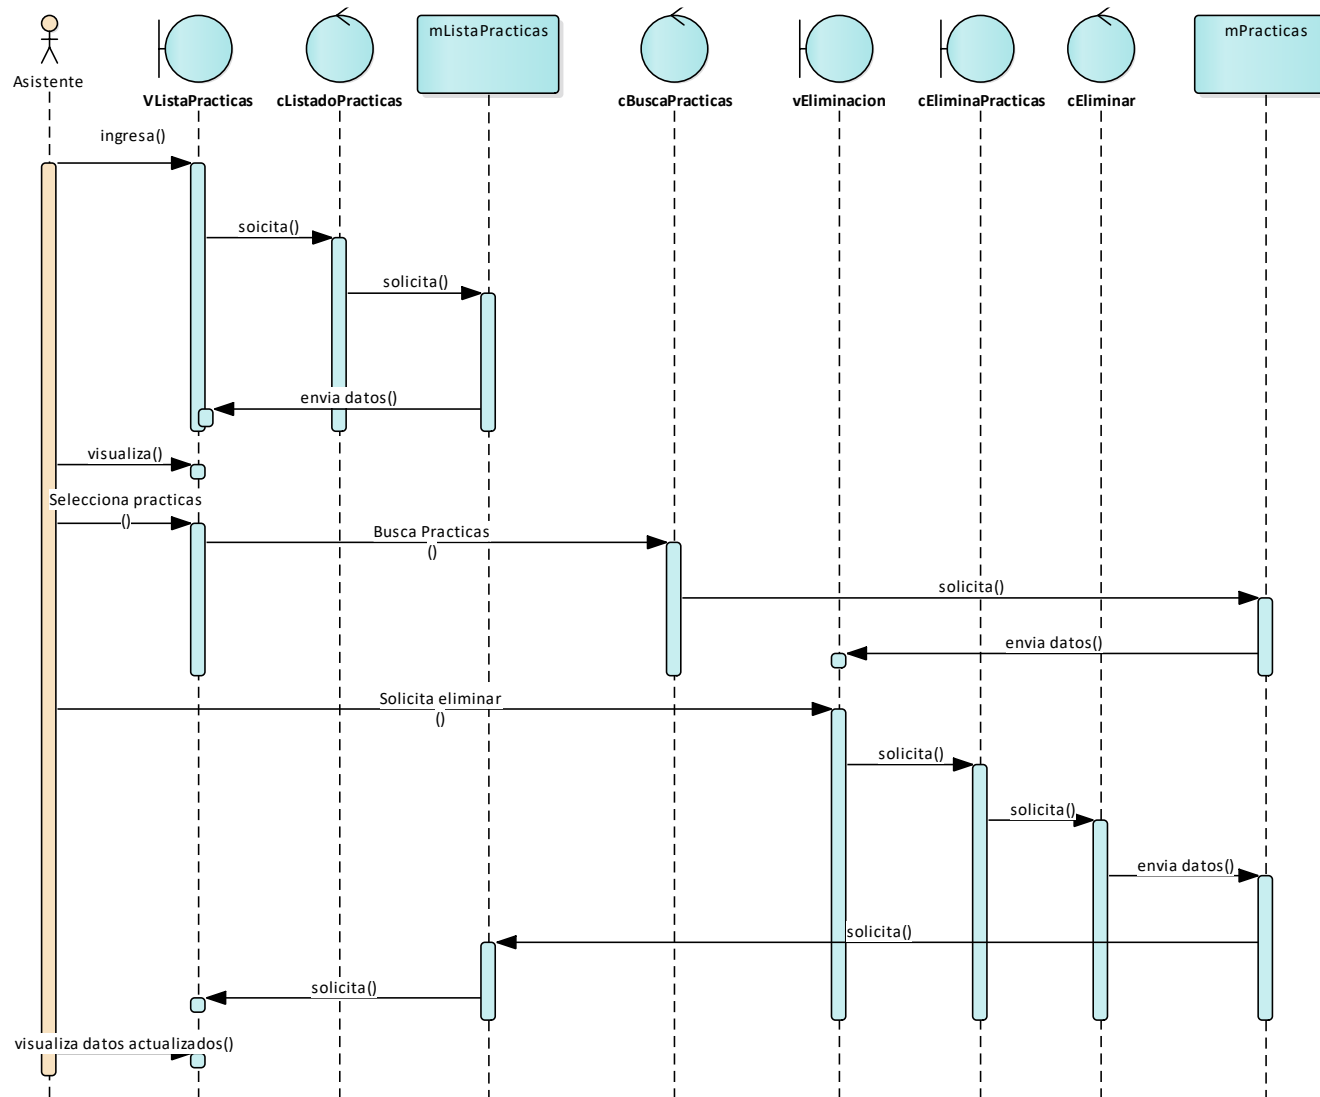 mListaPracticas
mPracticas
Asistente
VListaPracticas
cListadoPracticas
cBuscaPracticas
vEliminacion
cEliminaPracticas
cEliminar
ingresa()
soicita()
solicita()
envia datos()
visualiza()
Selecciona practicas
()
Busca Practicas
()
solicita()
envia datos()
Solicita eliminar
()
solicita()
solicita()
envia datos()
solicita()
solicita()
visualiza datos actualizados()